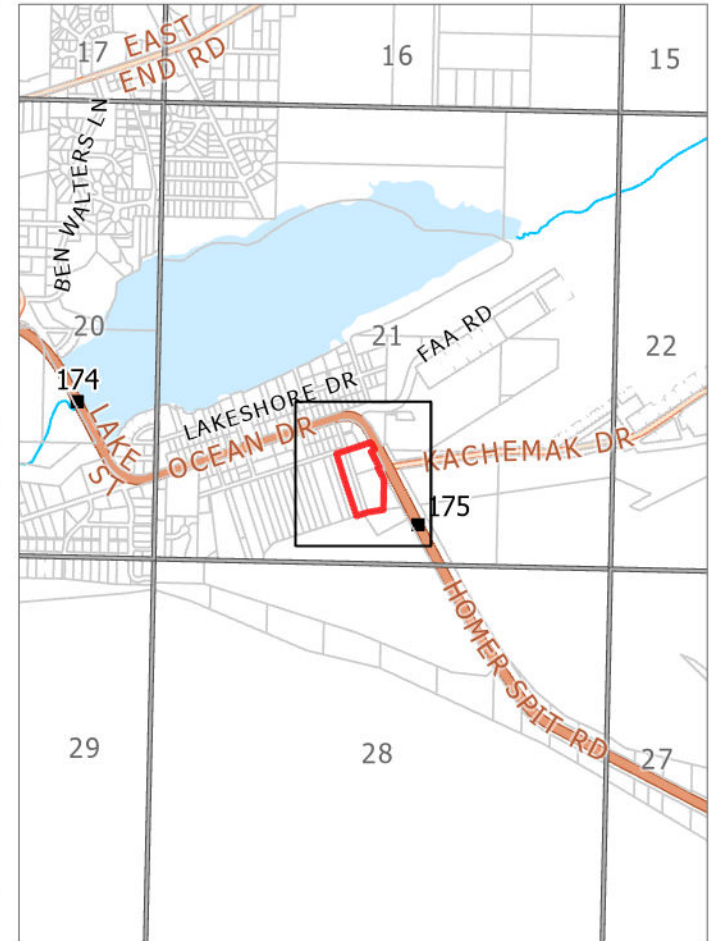 17
EAST
END RD
16
15
BEN WALTERS LN
20
21
FAA RD
22
174
LAKESHORE DR
LAKE
ST
OCEAN DR
KACHEMAK DR
175
HOMER SPIT RD
29
28
27